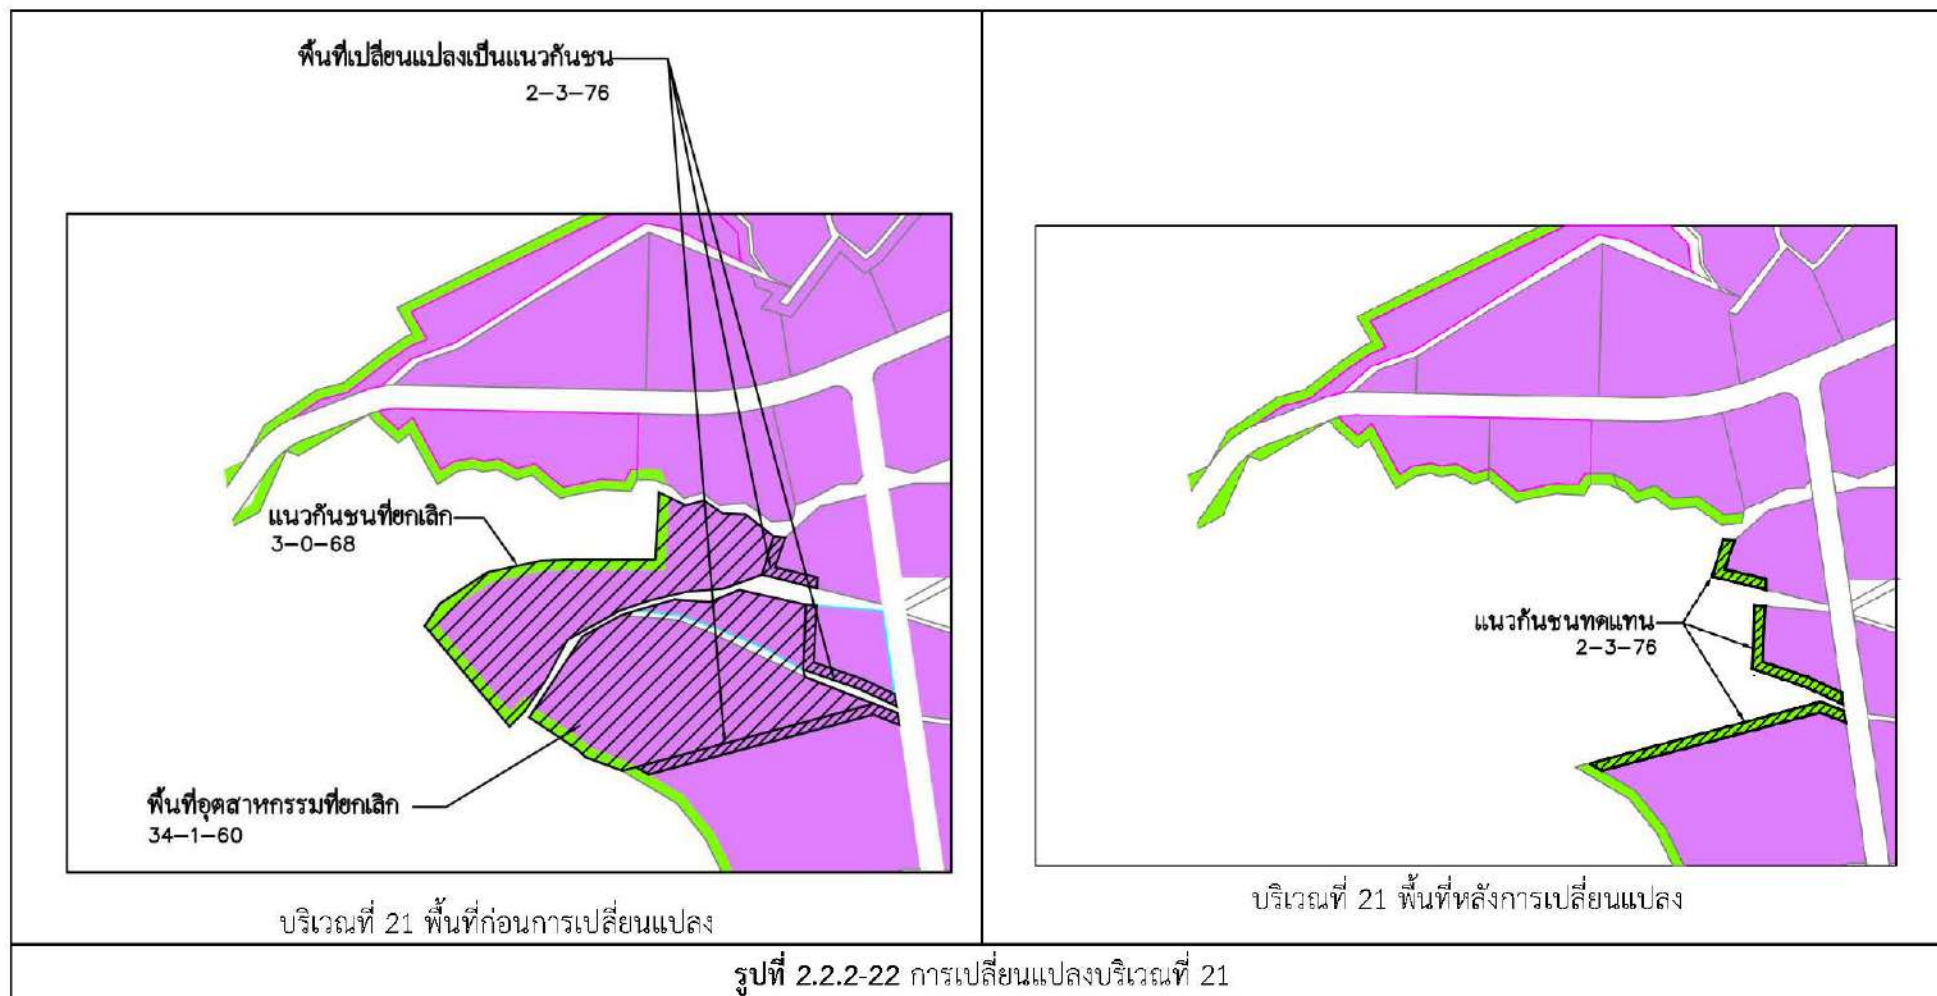 พื้นที่เปลี่ยนแปลงเป็นแนวกันชน
2-3-76
แนวกันชนที่ยกเลิก
3-0-68
พื้นที่อุตสาหกรรมที่ยกเลิก
34-1-60
บริเวณที่ 21 พื้นที่ก่อนการเปลี่ยนแปลง
แนวกันชนทดแทน
2-3-76
บริเวณที่ 21 พื้นที่หลังการเปลี่ยนแปลง
รูปที่ 2.2.2-22 การเปลี่ยนแปลงบริเวณที่ 21